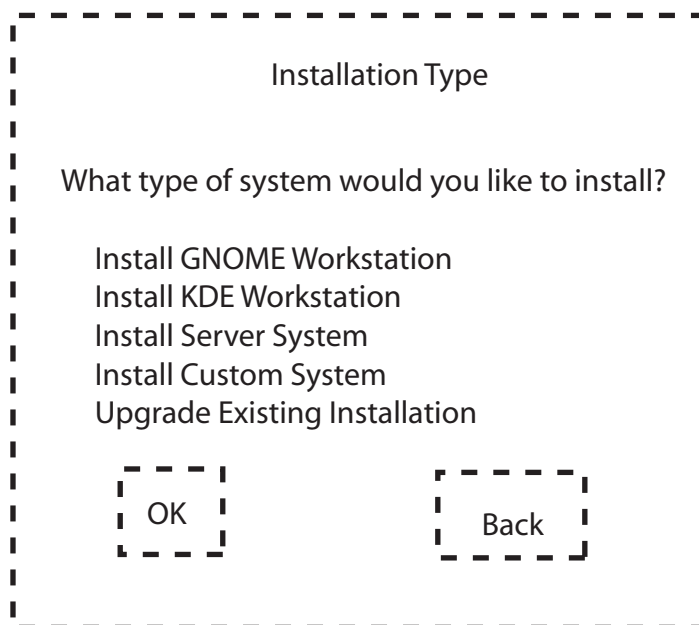 Installation Type
What type of system would you like to install?
Install GNOME Workstation
Install KDE Workstation
Install Server System
Install Custom System
Upgrade Existing Installation
OK
Back